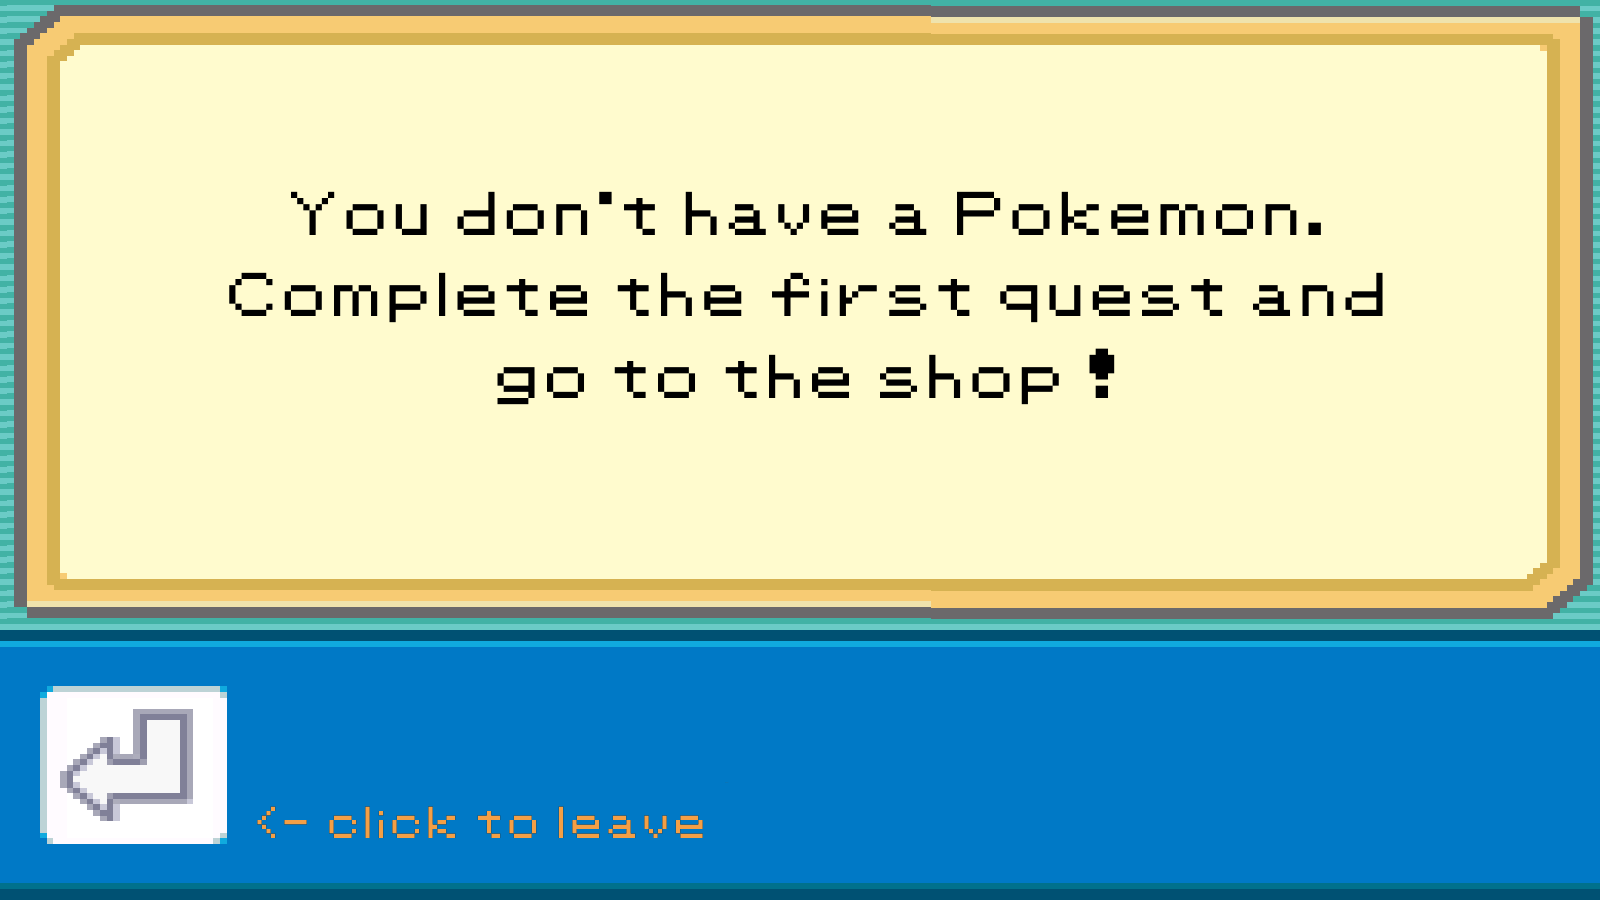 You don't have a Pokemon.
Complete the first quest and
go to the shop !
<- click to leave